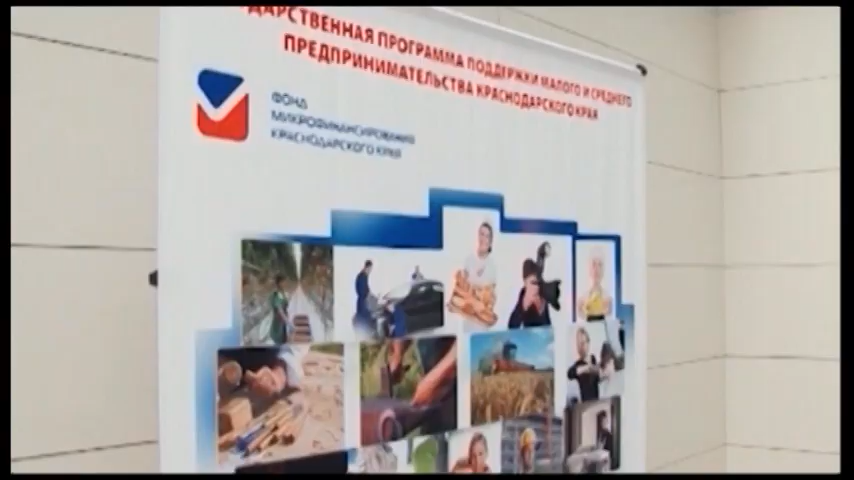 ДАРСТВЕННАЯ ПРОГРАММА ПОДДЕРЖКИ МАЛОГО И СРЕДНЕГО
ПРЕДПРИНИМАТЕЛЬСТВА КРАСНОДАРСКОГО КРАЯ
ФОНД
МИКРОФИНАНСИРОВАНИЯ
КРАСНОДАРСКОГО КРАЯ